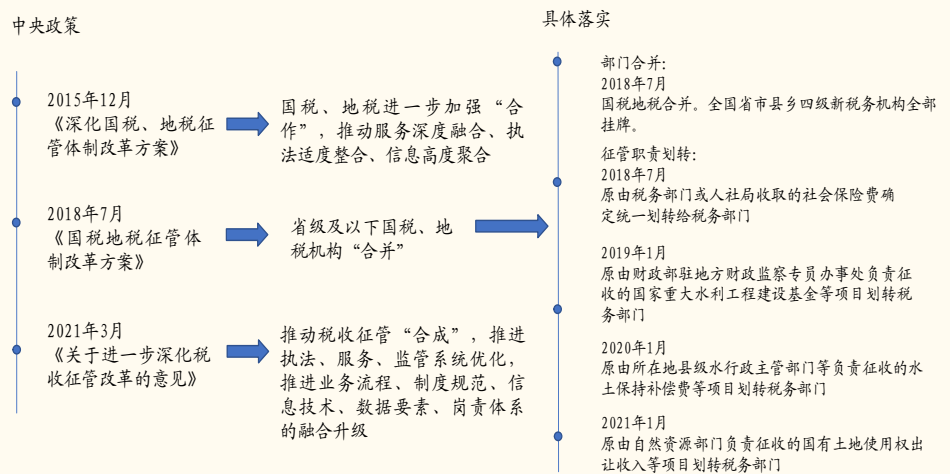 中央政策
2015年12月
《深化国税、地税征
管体制改革方案》
国税、地税进一步加强“合
作”，推动服务深度融合、执
法适度整合、信息高度聚合
2018年7月
《国税地税征管体
制改革方案》
省级及以下国税、地
税机构“合并”
2021年3月
《关于进一步深化税
收征管改革的意见》
推动税收征管“合成”，推进
执法、服务、监管系统优化，
推进业务流程、制度规范、信
息技术、数据要素、岗责体系
的融合升级
具体落实
部门合并：
2018年7月
国税地税合并。全国省市县乡四级新税务机构全部
挂牌。
征管职责划转：
2018年7月
原由税务部门或人社局收取的社会保险费确
定统一划转给税务部门
2019年1月
原由财政部驻地方财政监察专员办事处负责征
收的国家重大水利工程建设基金等项目划转税
务部门
2020年1月
原由所在地县级水行政主管部门等负责征收的水
土保持补偿费等项目划转税务部门
2021年1月
原由自然资源部门负责征收的国有土地使用权出
让收入等项目划转税务部门